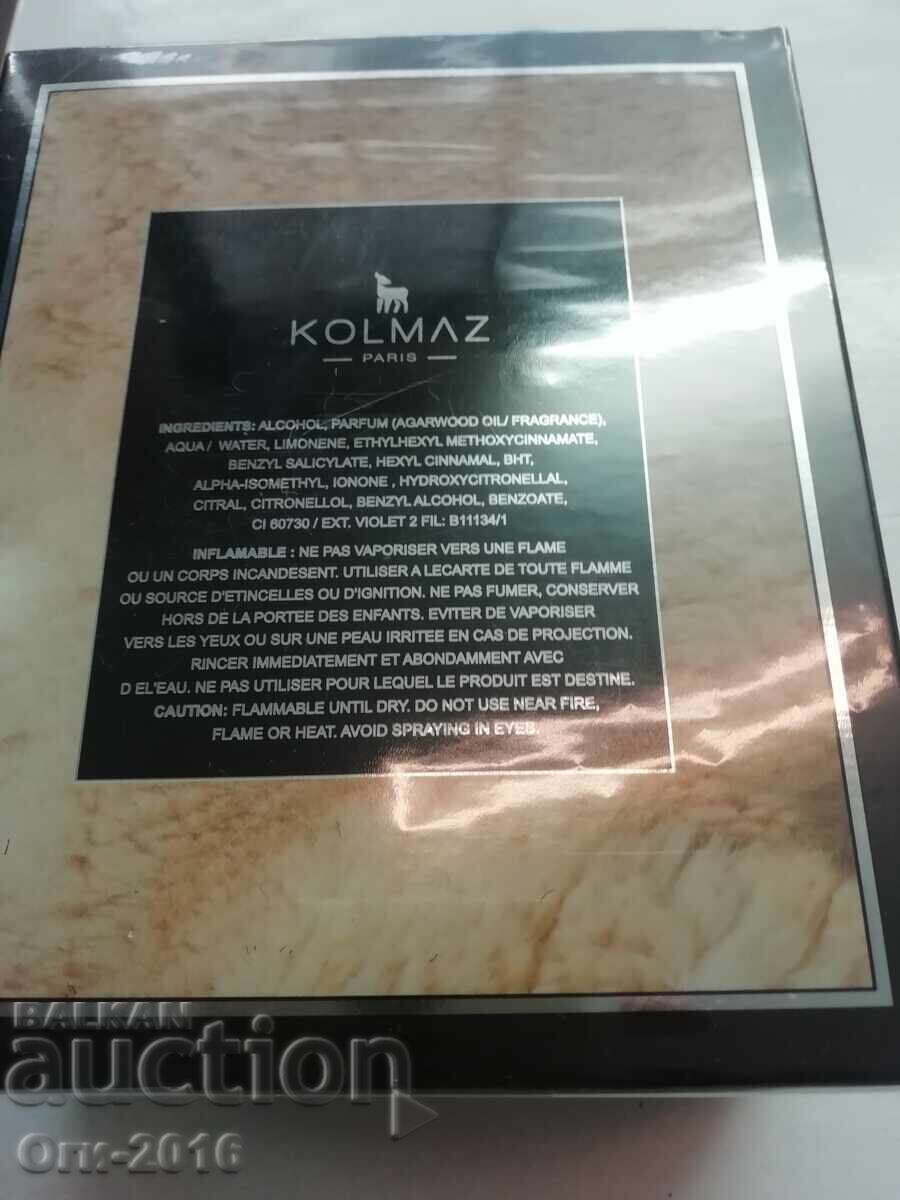 KOLMAZ
PARIS
INGREDIENTS: ALCOHOL, PARFUM (AGARWOOD OIL/ FRAGRANCE),
AQUA / WATER, LIMONENE, ETHYLHEXYL METHOXYCINNAMATE,
BENZYL SALICYLATE, HEXYL CINNAMAL, BHT,
ALPHA-ISOMETHYL, IONONE , HYDROXYCITRONELLAL,
CITRAL, CITRONELLOL, BENZYL ALCOHOL, BENZOATE,
CI 60730 / EXT. VIOLET 2 FIL: B11134/1
INFLAMABLE : NE PAS VAPORISER VERS UNE FLAME
OU UN CORPS INCANDESENT. UTILISER A LECARTE DE TOUTE FLAMME
OU SOURCE D'ETINCELLES OU D'IGNITION. NE PAS FUMER, CONSERVER
HORS DE LA PORTEE DES ENFANTS. EVITER DE VAPORISER
VERS LES YEUX OU SUR UNE PEAU IRRITEE EN CAS DE PROJECTION.
RINCER IMMEDIATEMENT ET ABONDAMMENT AVEC
D EL'EAU. NE PAS UTILISER POUR LEQUEL LE PRODUIT EST DESTINE.
CAUTION: FLAMMABLE UNTIL DRY. DO NOT USE NEAR FIRE,
FLAME OR HEAT. AVOID SPRAYING IN EYES.
BALKAN
auction
Оги-2016